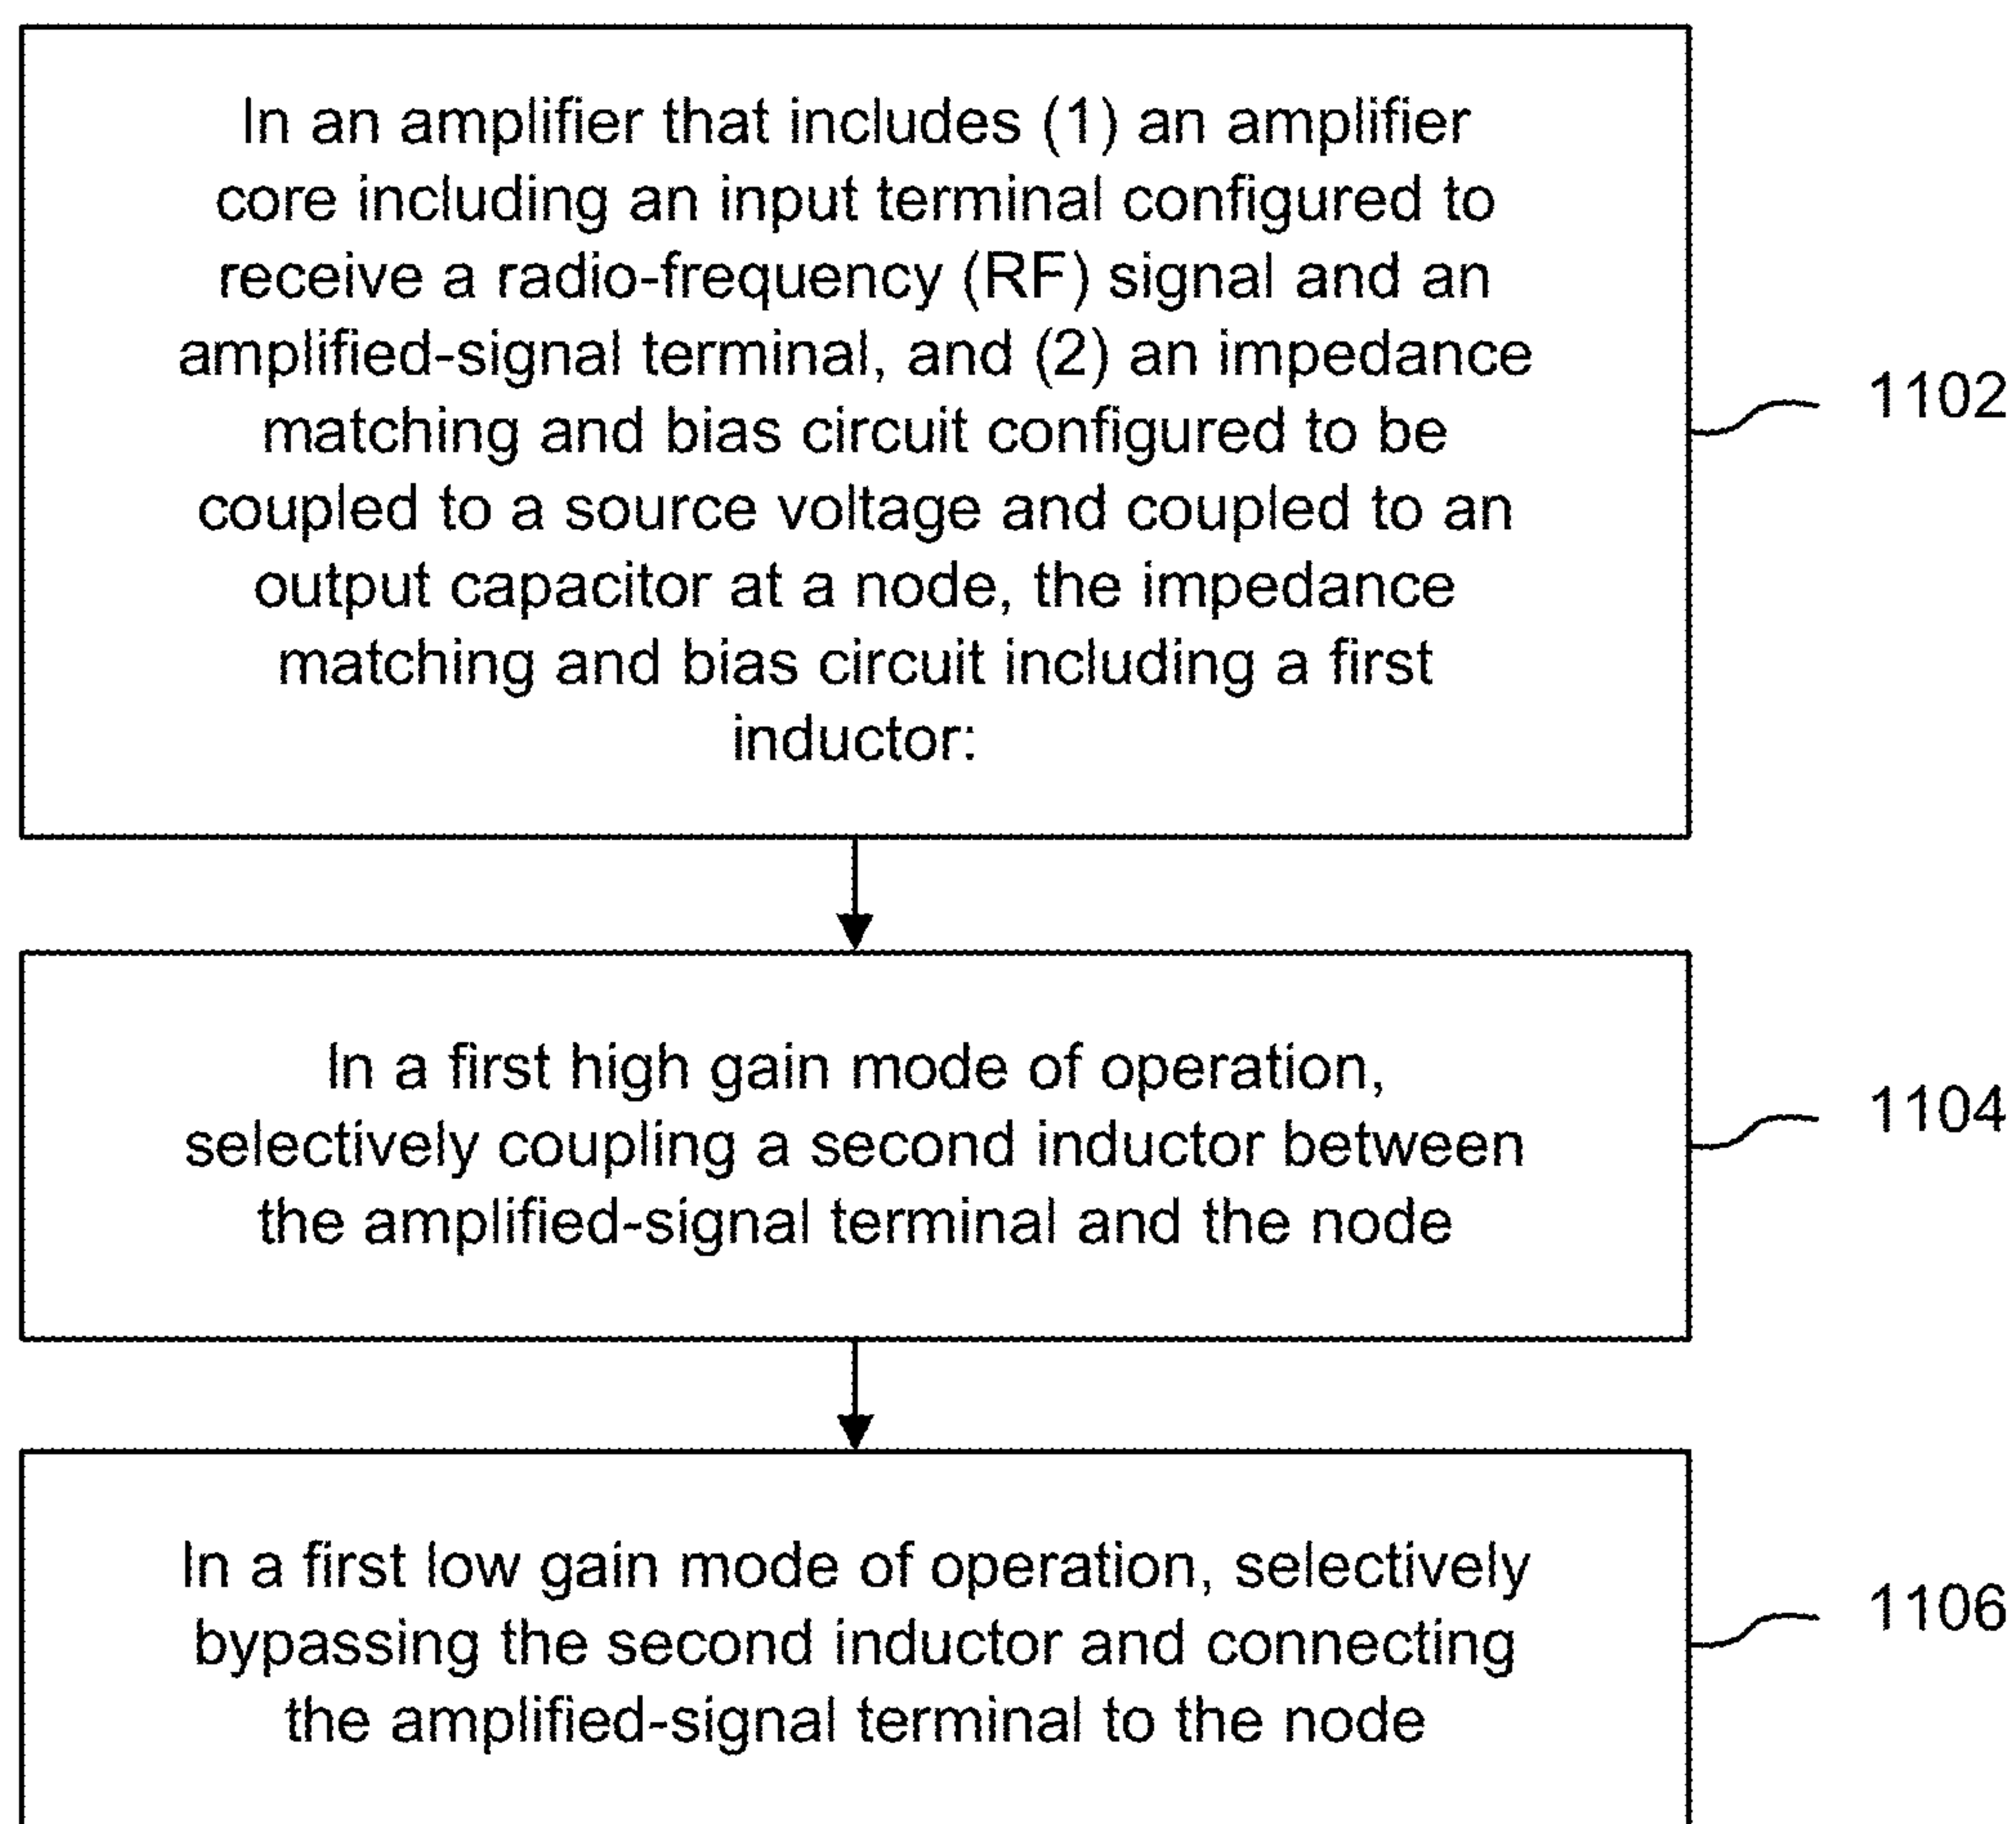 In an amplifier that includes (1) an amplifier
core including an input terminal configured to
receive a radio-frequency (RF) signal and an
amplified-signal terminal, and (2) an impedance
matching and bias circuit configured to be
coupled to a source voltage and coupled to an
output capacitor at a node, the impedance
matching and bias circuit including a first
inductor:
1102
In a first high gain mode of operation,
selectively coupling a second inductor between
the amplified-signal terminal and the node
1104
In a first low gain mode of operation, selectively
bypassing the second inductor and connecting
the amplified-signal terminal to the node
1106